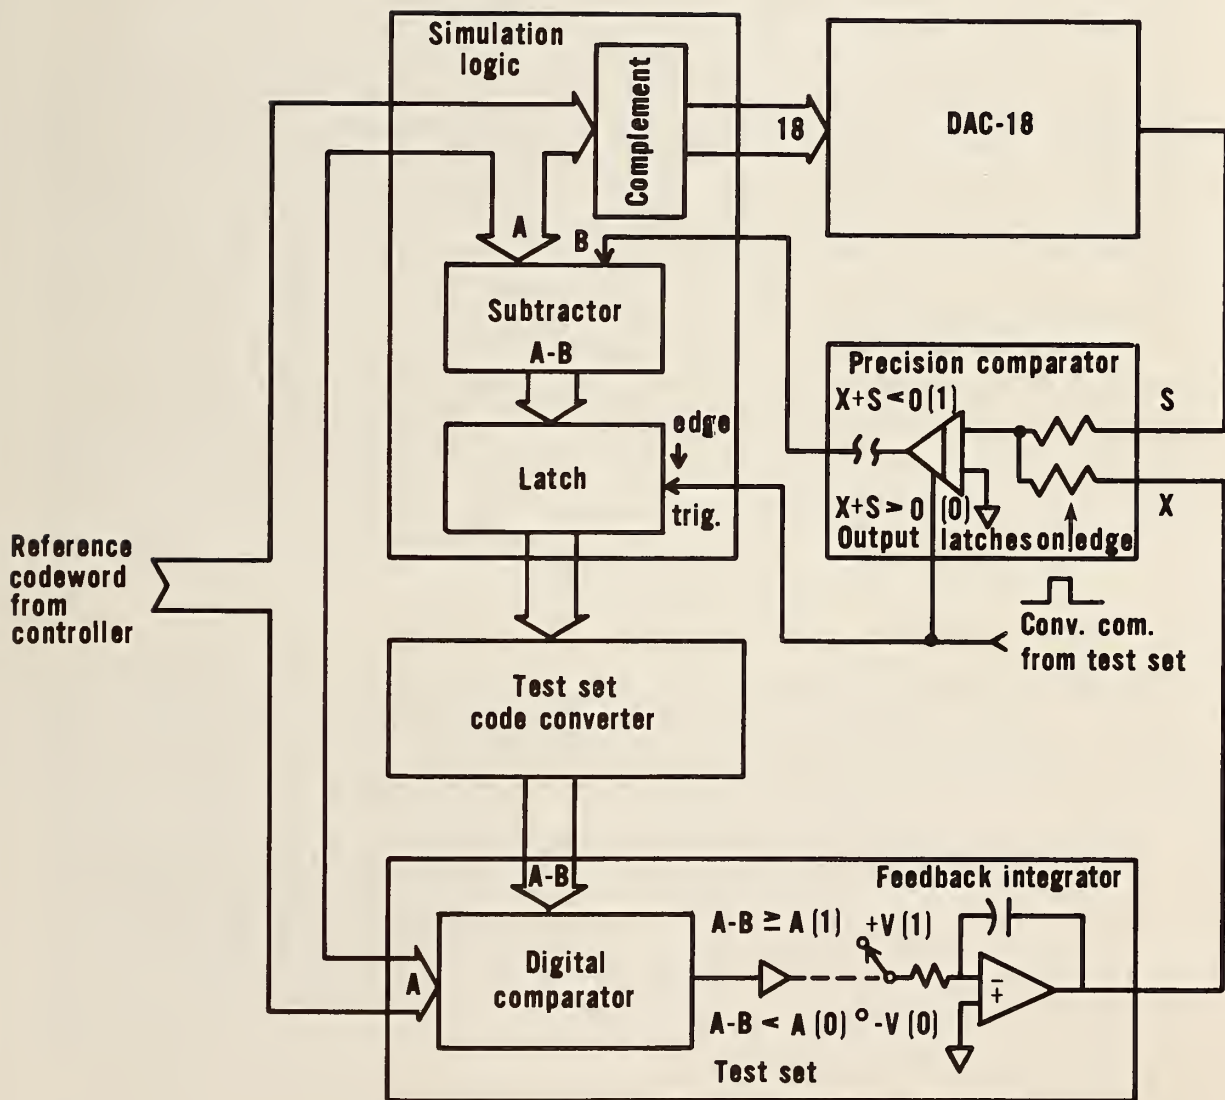 Simulation
logic
Complement
18
DAC-18
A
B
Subtractor
A-B
Precision comparator
X+S < 0 (1)
S
edge
Latch
trig.
X+S > 0 (0)
X
Output latches on edge
Reference
codeword
from
controller
Conv. com.
from test set
Test set
code converter
A-B
Feedback integrator
A-B ≥ A (1) +V (1)
A
Digital
comparator
−
+
A-B < A (0) -V (0)
Test set